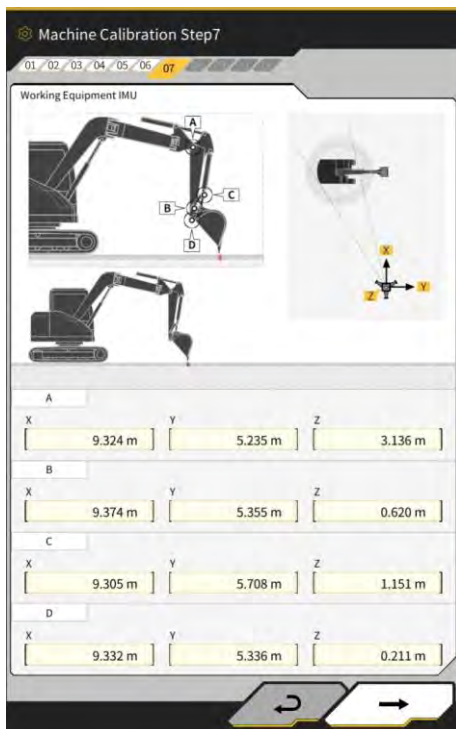 Machine Calibration Step7
01 02 03 04 05 06 07
Working Equipment IMU
A
C
B
D
X
Z Y
A
X Y Z
9.324 m 5.235 m 3.136 m
B
X Y Z
9.374 m 5.355 m 0.620 m
C
X Y Z
9.305 m 5.708 m 1.151 m
D
X Y Z
9.332 m 5.336 m 0.211 m